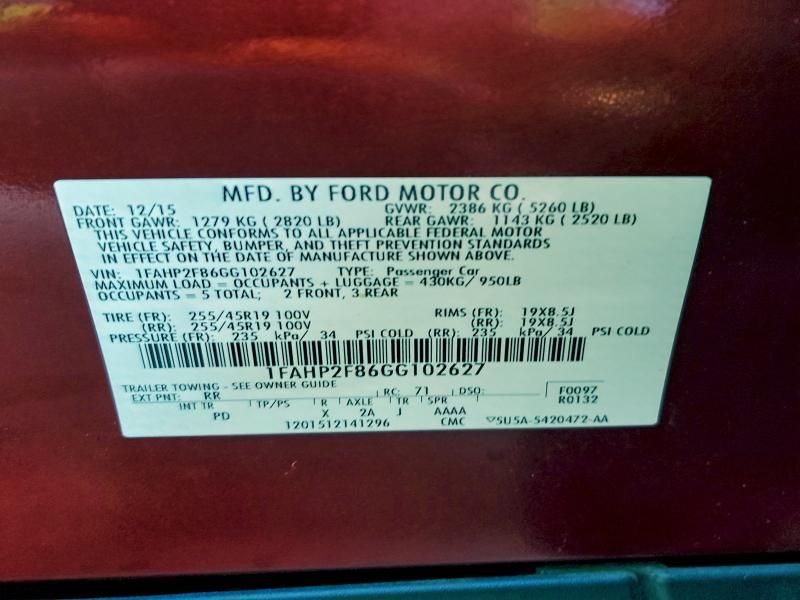 MFD. BY FORD MOTOR CO.
DATE: 12/15 GVWR: 2386 KG ( 5260 LB)
FRONT GAWR: 1279 KG ( 2820 LB) REAR GAWR: 1143 KG ( 2520 LB)
THIS VEHICLE CONFORMS TO ALL APPLICABLE FEDERAL MOTOR
VEHICLE SAFETY, BUMPER, AND THEFT PREVENTION STANDARDS
IN EFFECT ON THE DATE OF MANUFACTURE SHOWN ABOVE.
VIN: 1FAHP2F86GG102627 TYPE: Passenger Car
MAXIMUM LOAD = OCCUPANTS + LUGGAGE = 430KG/ 950LB
OCCUPANTS = 5 TOTAL; 2 FRONT, 3 REAR
TIRE (FR): 255/45R19 100V RIMS (FR): 19X8.5J
(RR): 255/45R19 100V (RR): 19X8.5J
PRESSURE (FR): 235 kPa/ 34 PSI COLD (RR): 235 kPa/ 34 PSI COLD
1FAHP2F86GG102627
TRAILER TOWING - SEE OWNER GUIDE
EXT PNT: RR RC: 71 DSO: F0097
INT TR TP/PS R AXLE TR SPR R0132
PD X 2A J AAAA
1201512141296 CMC 5U5A-5420472-AA